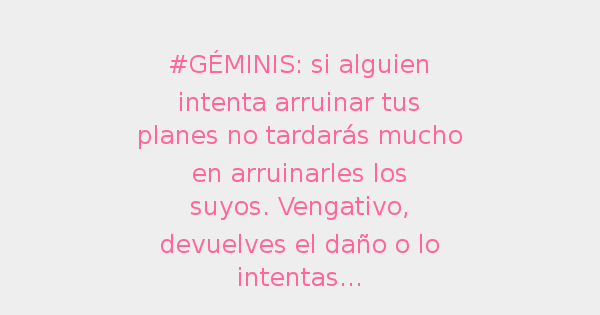 #GÉMINIS: si alguien
intenta arruinar tus
planes no tardarás mucho
en arruinarles los
suyos. Vengativo,
devuelves el daño o lo
intentas...